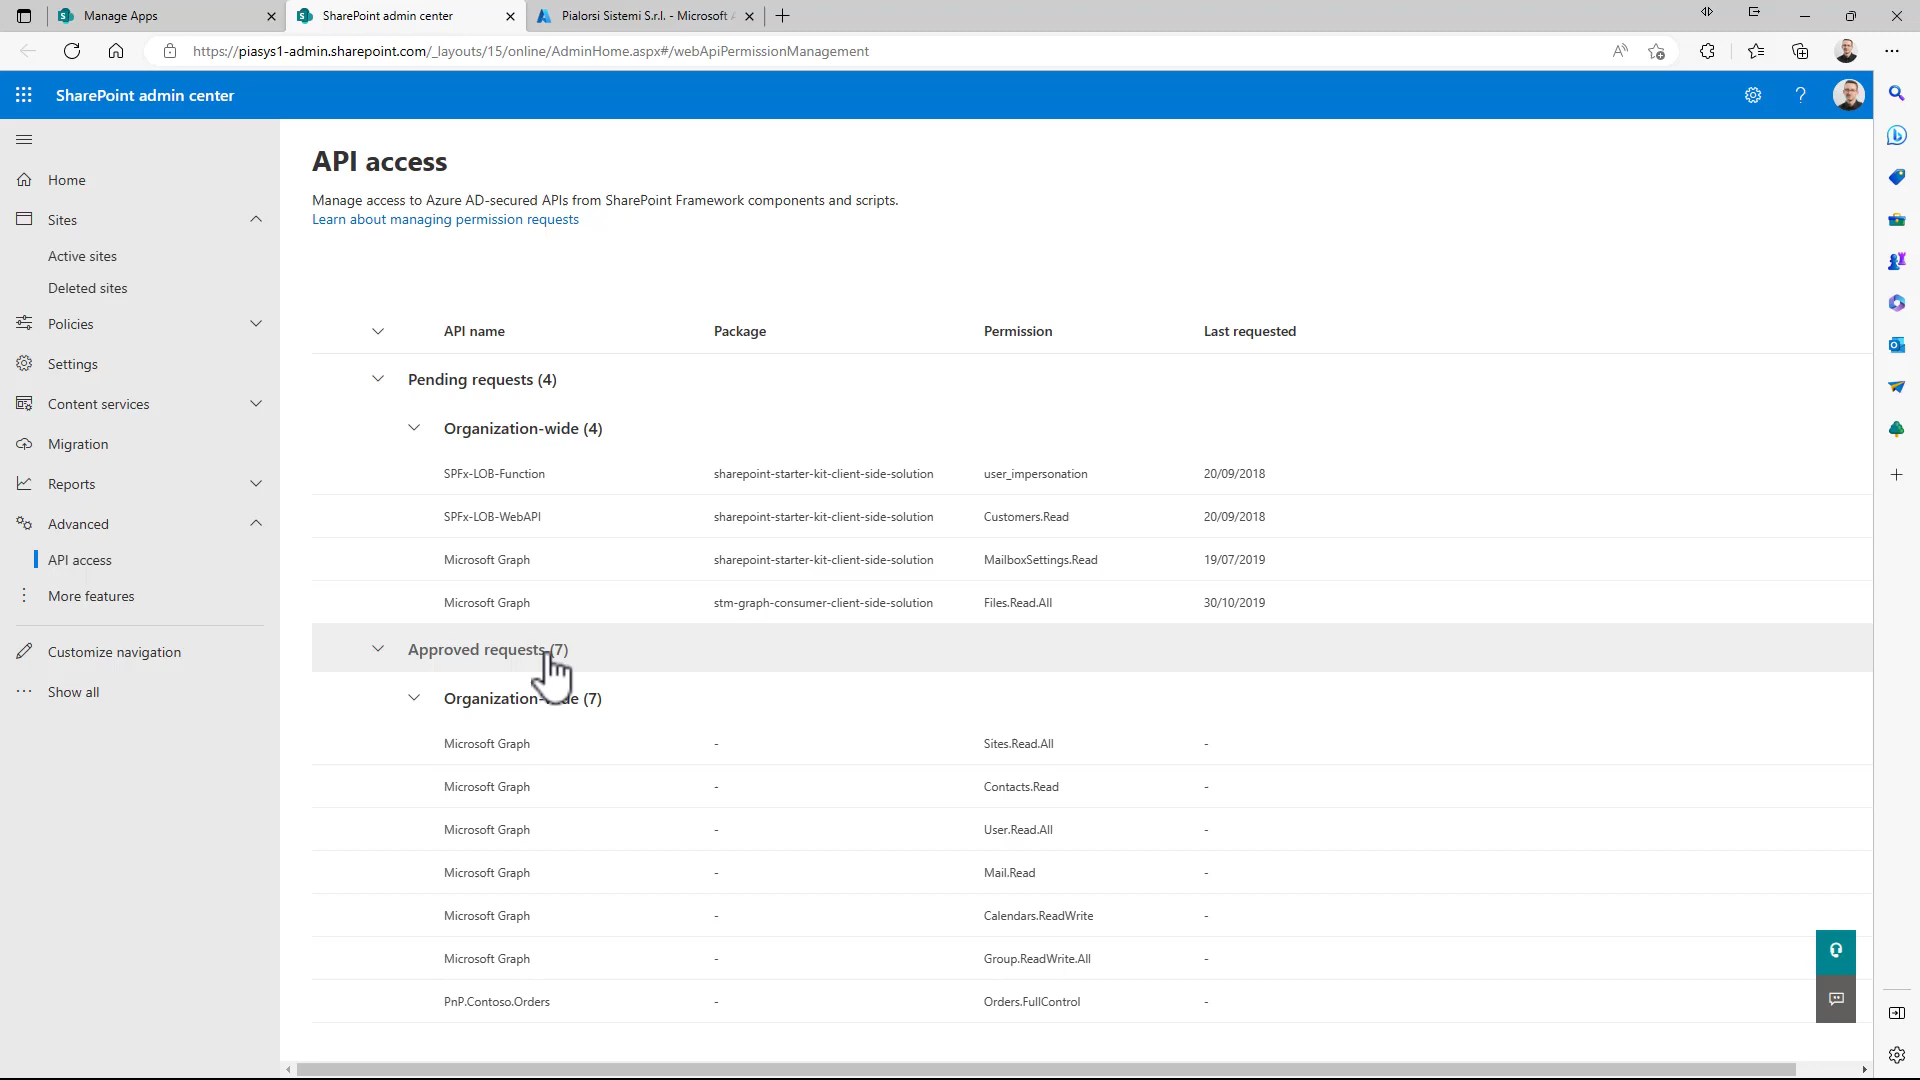 Manage Apps
SharePoint admin center
Pialorsi Sistemi S.r.l. - Microsoft
https://piasys1-admin.sharepoint.com/_layouts/15/online/AdminHome.aspx#/webApiPermissionManagement
SharePoint admin center
Home
Sites
Active sites
Deleted sites
Policies
Settings
Content services
Migration
Reports
Advanced
API access
More features
Customize navigation
Show all
API access
Manage access to Azure AD-secured APIs from SharePoint Framework components and scripts.
Learn about managing permission requests
API name Package Permission Last requested
Pending requests (4)
Organization-wide (4)
SPFx-LOB-Function sharepoint-starter-kit-client-side-solution user_impersonation 20/09/2018
SPFx-LOB-WebAPI sharepoint-starter-kit-client-side-solution Customers.Read 20/09/2018
Microsoft Graph sharepoint-starter-kit-client-side-solution MailboxSettings.Read 19/07/2019
Microsoft Graph stm-graph-consumer-client-side-solution Files.Read.All 30/10/2019
Approved requests (7)
Organization-wide (7)
Microsoft Graph - Sites.Read.All -
Microsoft Graph - Contacts.Read -
Microsoft Graph - User.Read.All -
Microsoft Graph - Mail.Read -
Microsoft Graph - Calendars.ReadWrite -
Microsoft Graph - Group.ReadWrite.All -
PnP.Contoso.Orders - Orders.FullControl -